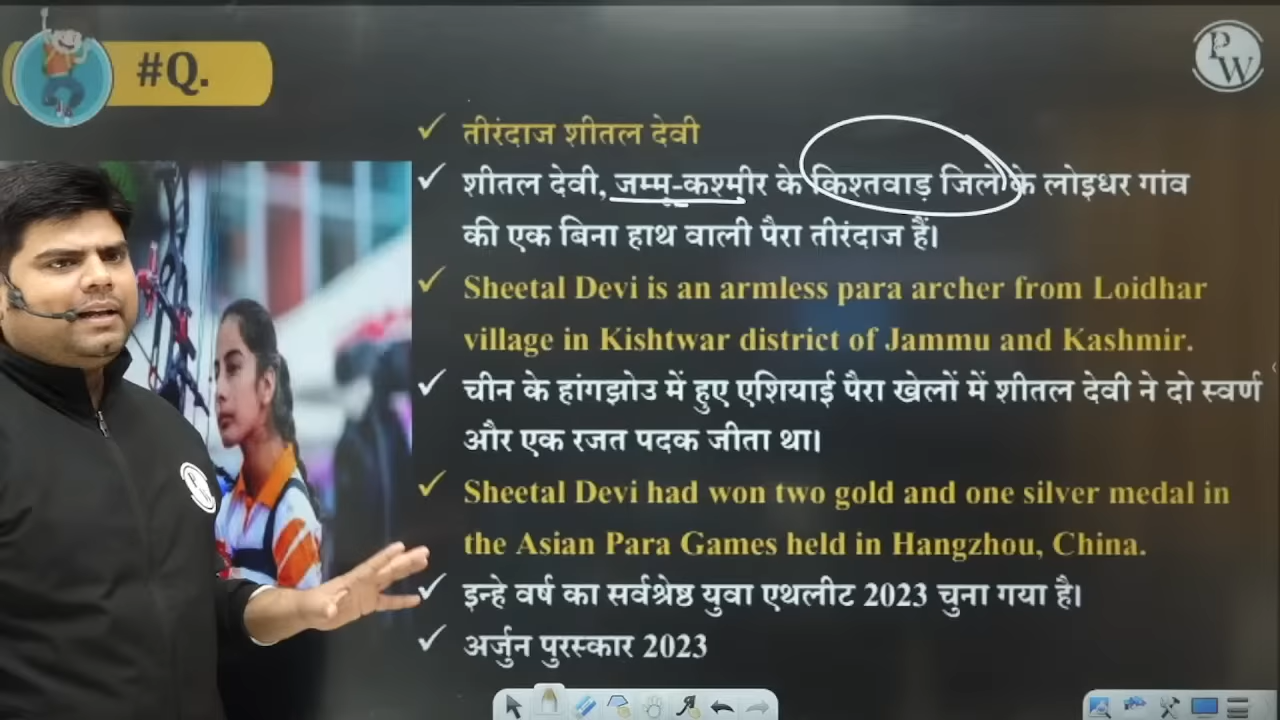 #Q.
PW
तीरंदाज शीतल देवी
शीतल देवी, जम्मू-कश्मीर के किश्तवाड़ जिले के लोइधर गांव
की एक बिना हाथ वाली पैरा तीरंदाज हैं।
Sheetal Devi is an armless para archer from Loidhar
village in Kishtwar district of Jammu and Kashmir.
चीन के हांगझोउ में हुए एशियाई पैरा खेलों में शीतल देवी ने दो स्वर्ण
और एक रजत पदक जीता था।
Sheetal Devi had won two gold and one silver medal in
the Asian Para Games held in Hangzhou, China.
इन्हे वर्ष का सर्वश्रेष्ठ युवा एथलीट 2023 चुना गया है।
अर्जुन पुरस्कार 2023
PW